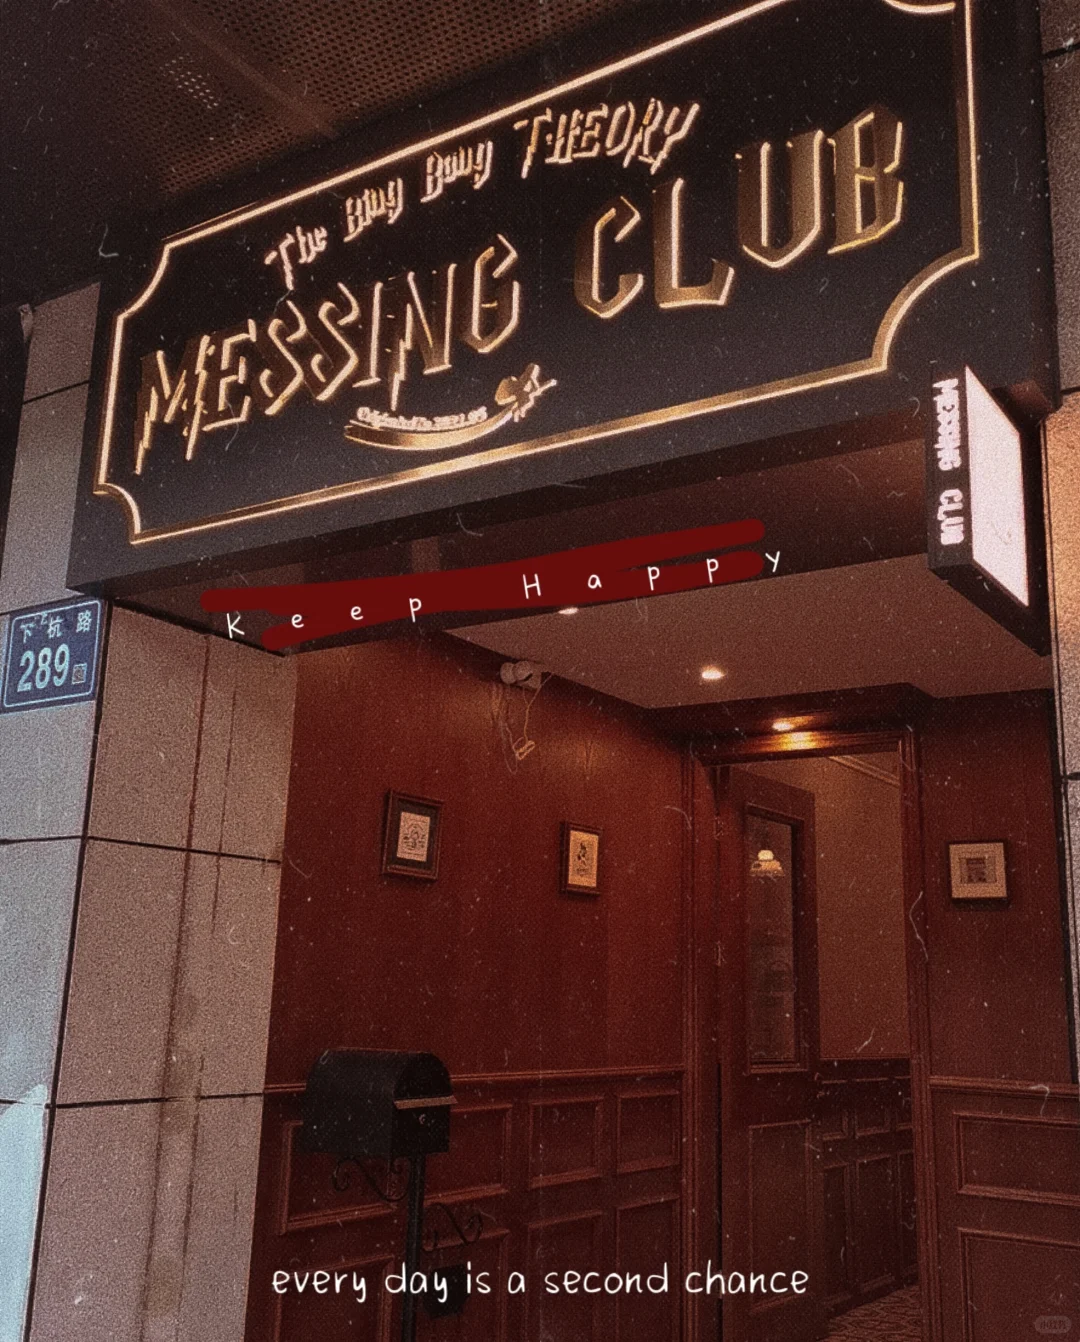 The Bing Bang THEORY
MESSING CLUB
MESSING CLUB
Keep Happy
下杭路
289
every day is a second chance